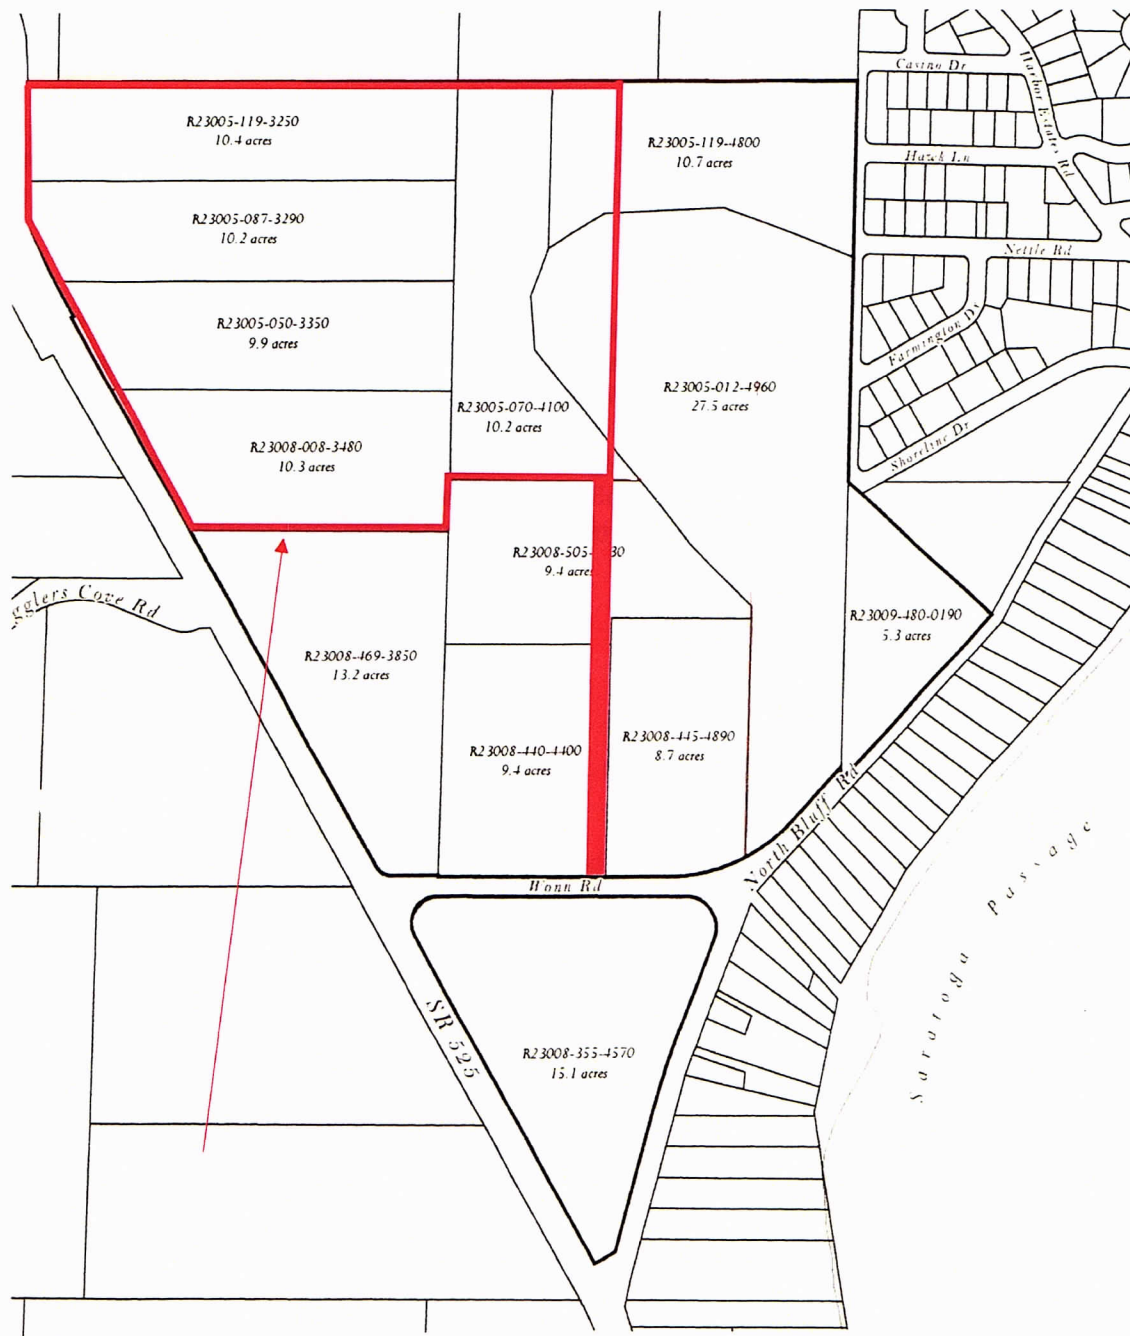 Casino Dr
Harbor Estates Rd
R23005-119-3250
10.4 acres
R23005-119-4800
10.7 acres
Hawk Ln
R23005-087-3290
10.2 acres
Nettle Rd
R23005-050-3350
9.9 acres
Farmington Dr
R23005-012-4960
27.5 acres
R23005-070-4100
10.2 acres
Shoreline Dr
R23008-008-3480
10.3 acres
R23008-505-
30
9.4 acres
gglers Cove Rd
R23009-480-0190
5.3 acres
R23008-469-3850
13.2 acres
R23008-440-4400
9.4 acres
R23008-445-4890
8.7 acres
North Bluff Rd
Wonn Rd
Saratoga Passage
SR 525
R23008-355-4570
15.1 acres